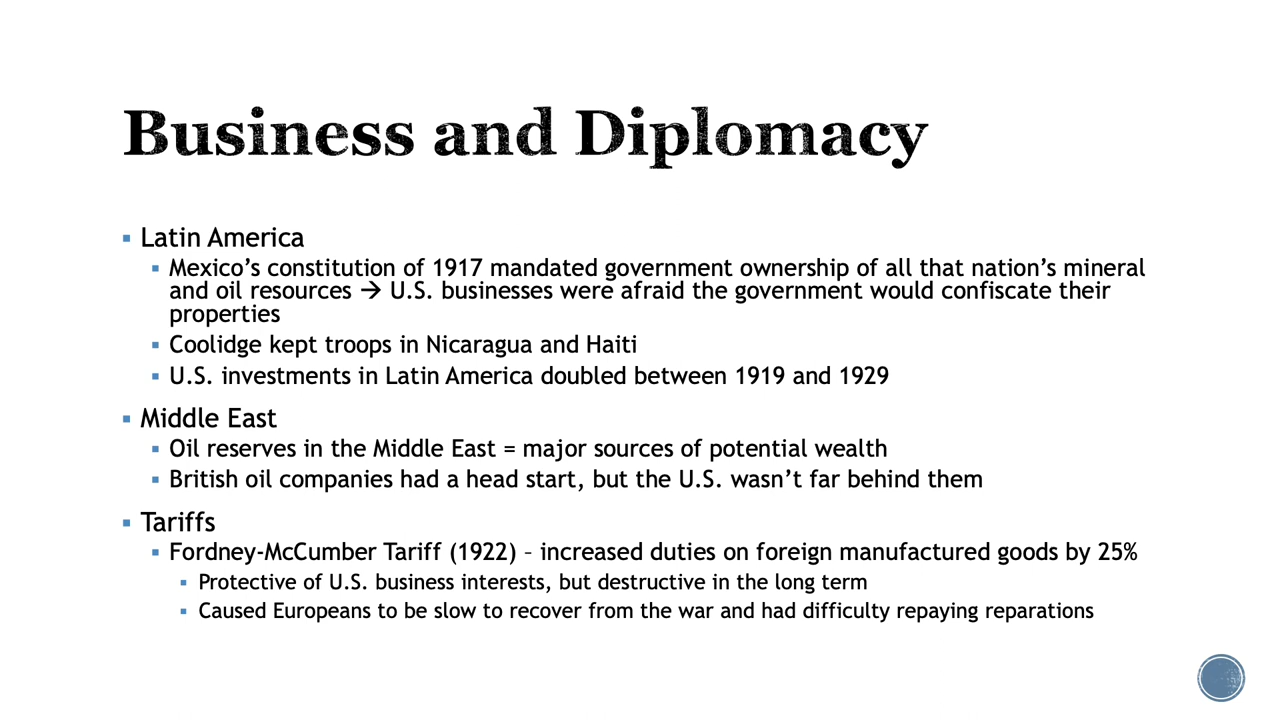 Business and Diplomacy
▪ Latin America
▪ Mexico’s constitution of 1917 mandated government ownership of all that nation’s mineral
and oil resources → U.S. businesses were afraid the government would confiscate their
properties
▪ Coolidge kept troops in Nicaragua and Haiti
▪ U.S. investments in Latin America doubled between 1919 and 1929
▪ Middle East
▪ Oil reserves in the Middle East = major sources of potential wealth
▪ British oil companies had a head start, but the U.S. wasn’t far behind them
▪ Tariffs
▪ Fordney-McCumber Tariff (1922) – increased duties on foreign manufactured goods by 25%
▪ Protective of U.S. business interests, but destructive in the long term
▪ Caused Europeans to be slow to recover from the war and had difficulty repaying reparations